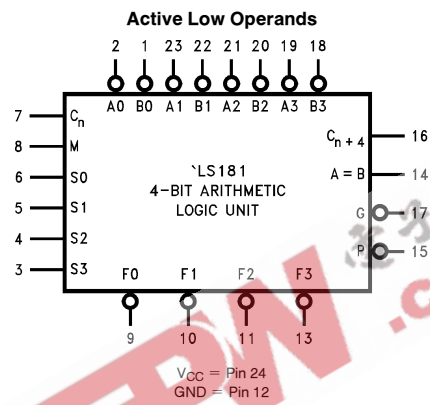 Active Low Operands
2 1 23 22 21 20 19 18
A0 B0 A1 B1 A2 B2 A3 B3
7 Cn
Cn+4 16
8 M
`LS181
A = B 14
6 S0
4-BIT ARITHMETIC
5 S1
LOGIC UNIT
G 17
4 S2
P 15
3 S3
F0 F1 F2 F3
9 10 11 13
VCC = Pin 24
GND = Pin 12